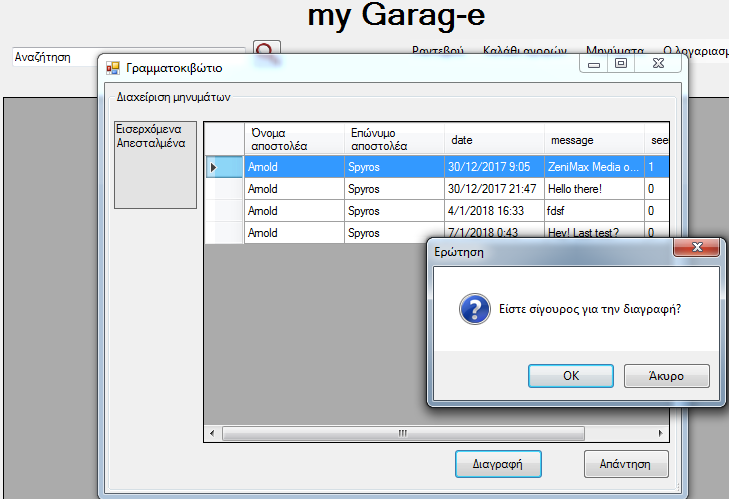 my Garag-e
Αναζήτηση
Ραντεβού Καλάθι αγορών Μηνύματα Ο λογαριασμ
Γραμματοκιβώτιο
Διαχείριση μηνυμάτων
Εισερχόμενα
Απεσταλμένα
Όνομα αποστολέα Επώνυμο αποστολέα date message see
Arnold Spyros 30/12/2017 9:05 ZeniMax Media o... 1
Arnold Spyros 30/12/2017 21:47 Hello there! 0
Arnold Spyros 4/1/2018 16:33 fdsf 0
Arnold Spyros 7/1/2018 0:43 Hey! Last test? 0
Ερώτηση
Είστε σίγουρος για την διαγραφή?
OK Άκυρο
Διαγραφή Απάντηση